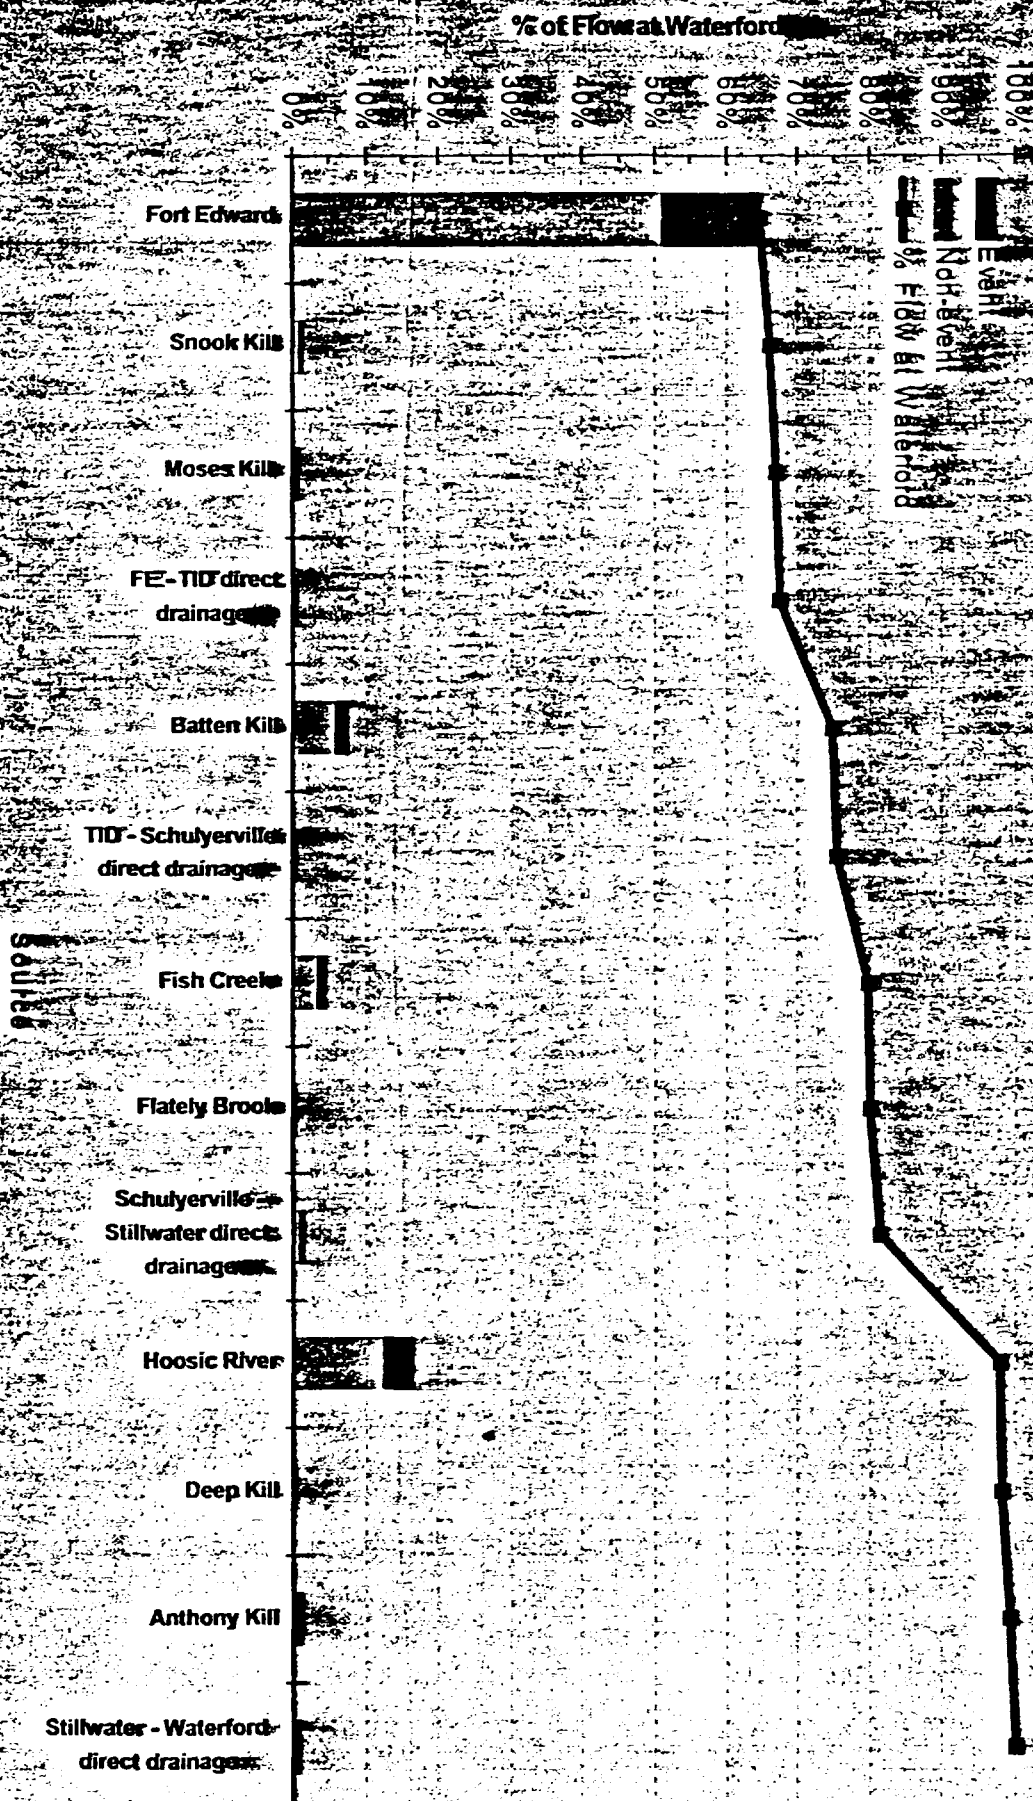 % of Flow at Waterford
0%
10%
20%
30%
40%
50%
60%
70%
80%
90%
100%
Event
Non-event
% Flow at Waterford
Fort Edward
Snook Kill
Moses Kill
FE - TID direct
drainage
Batten Kill
TID - Schulyerville
direct drainage
Fish Creek
Flately Brook
Schulyerville -
Stillwater direct
drainage
Hoosic River
Deep Kill
Anthony Kill
Stillwater - Waterford
direct drainage
Source